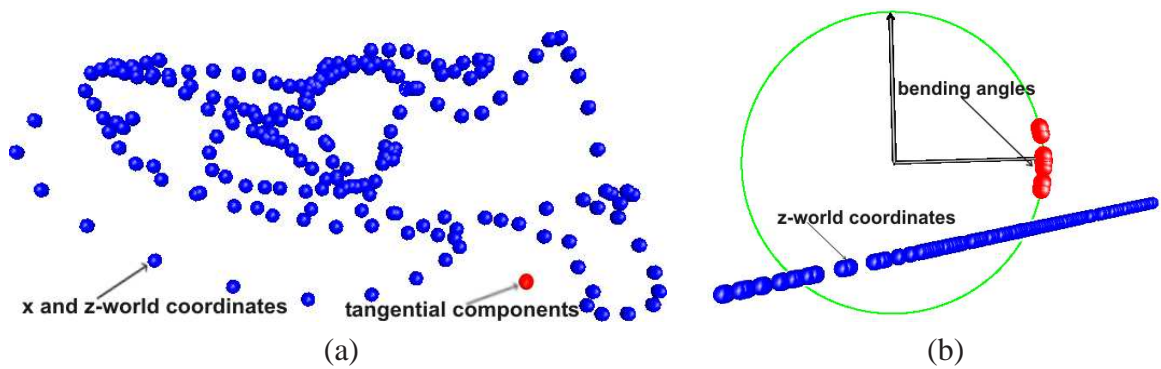 bending angles
z-world coordinates
x and z-world coordinates
tangential components
(a)
(b)